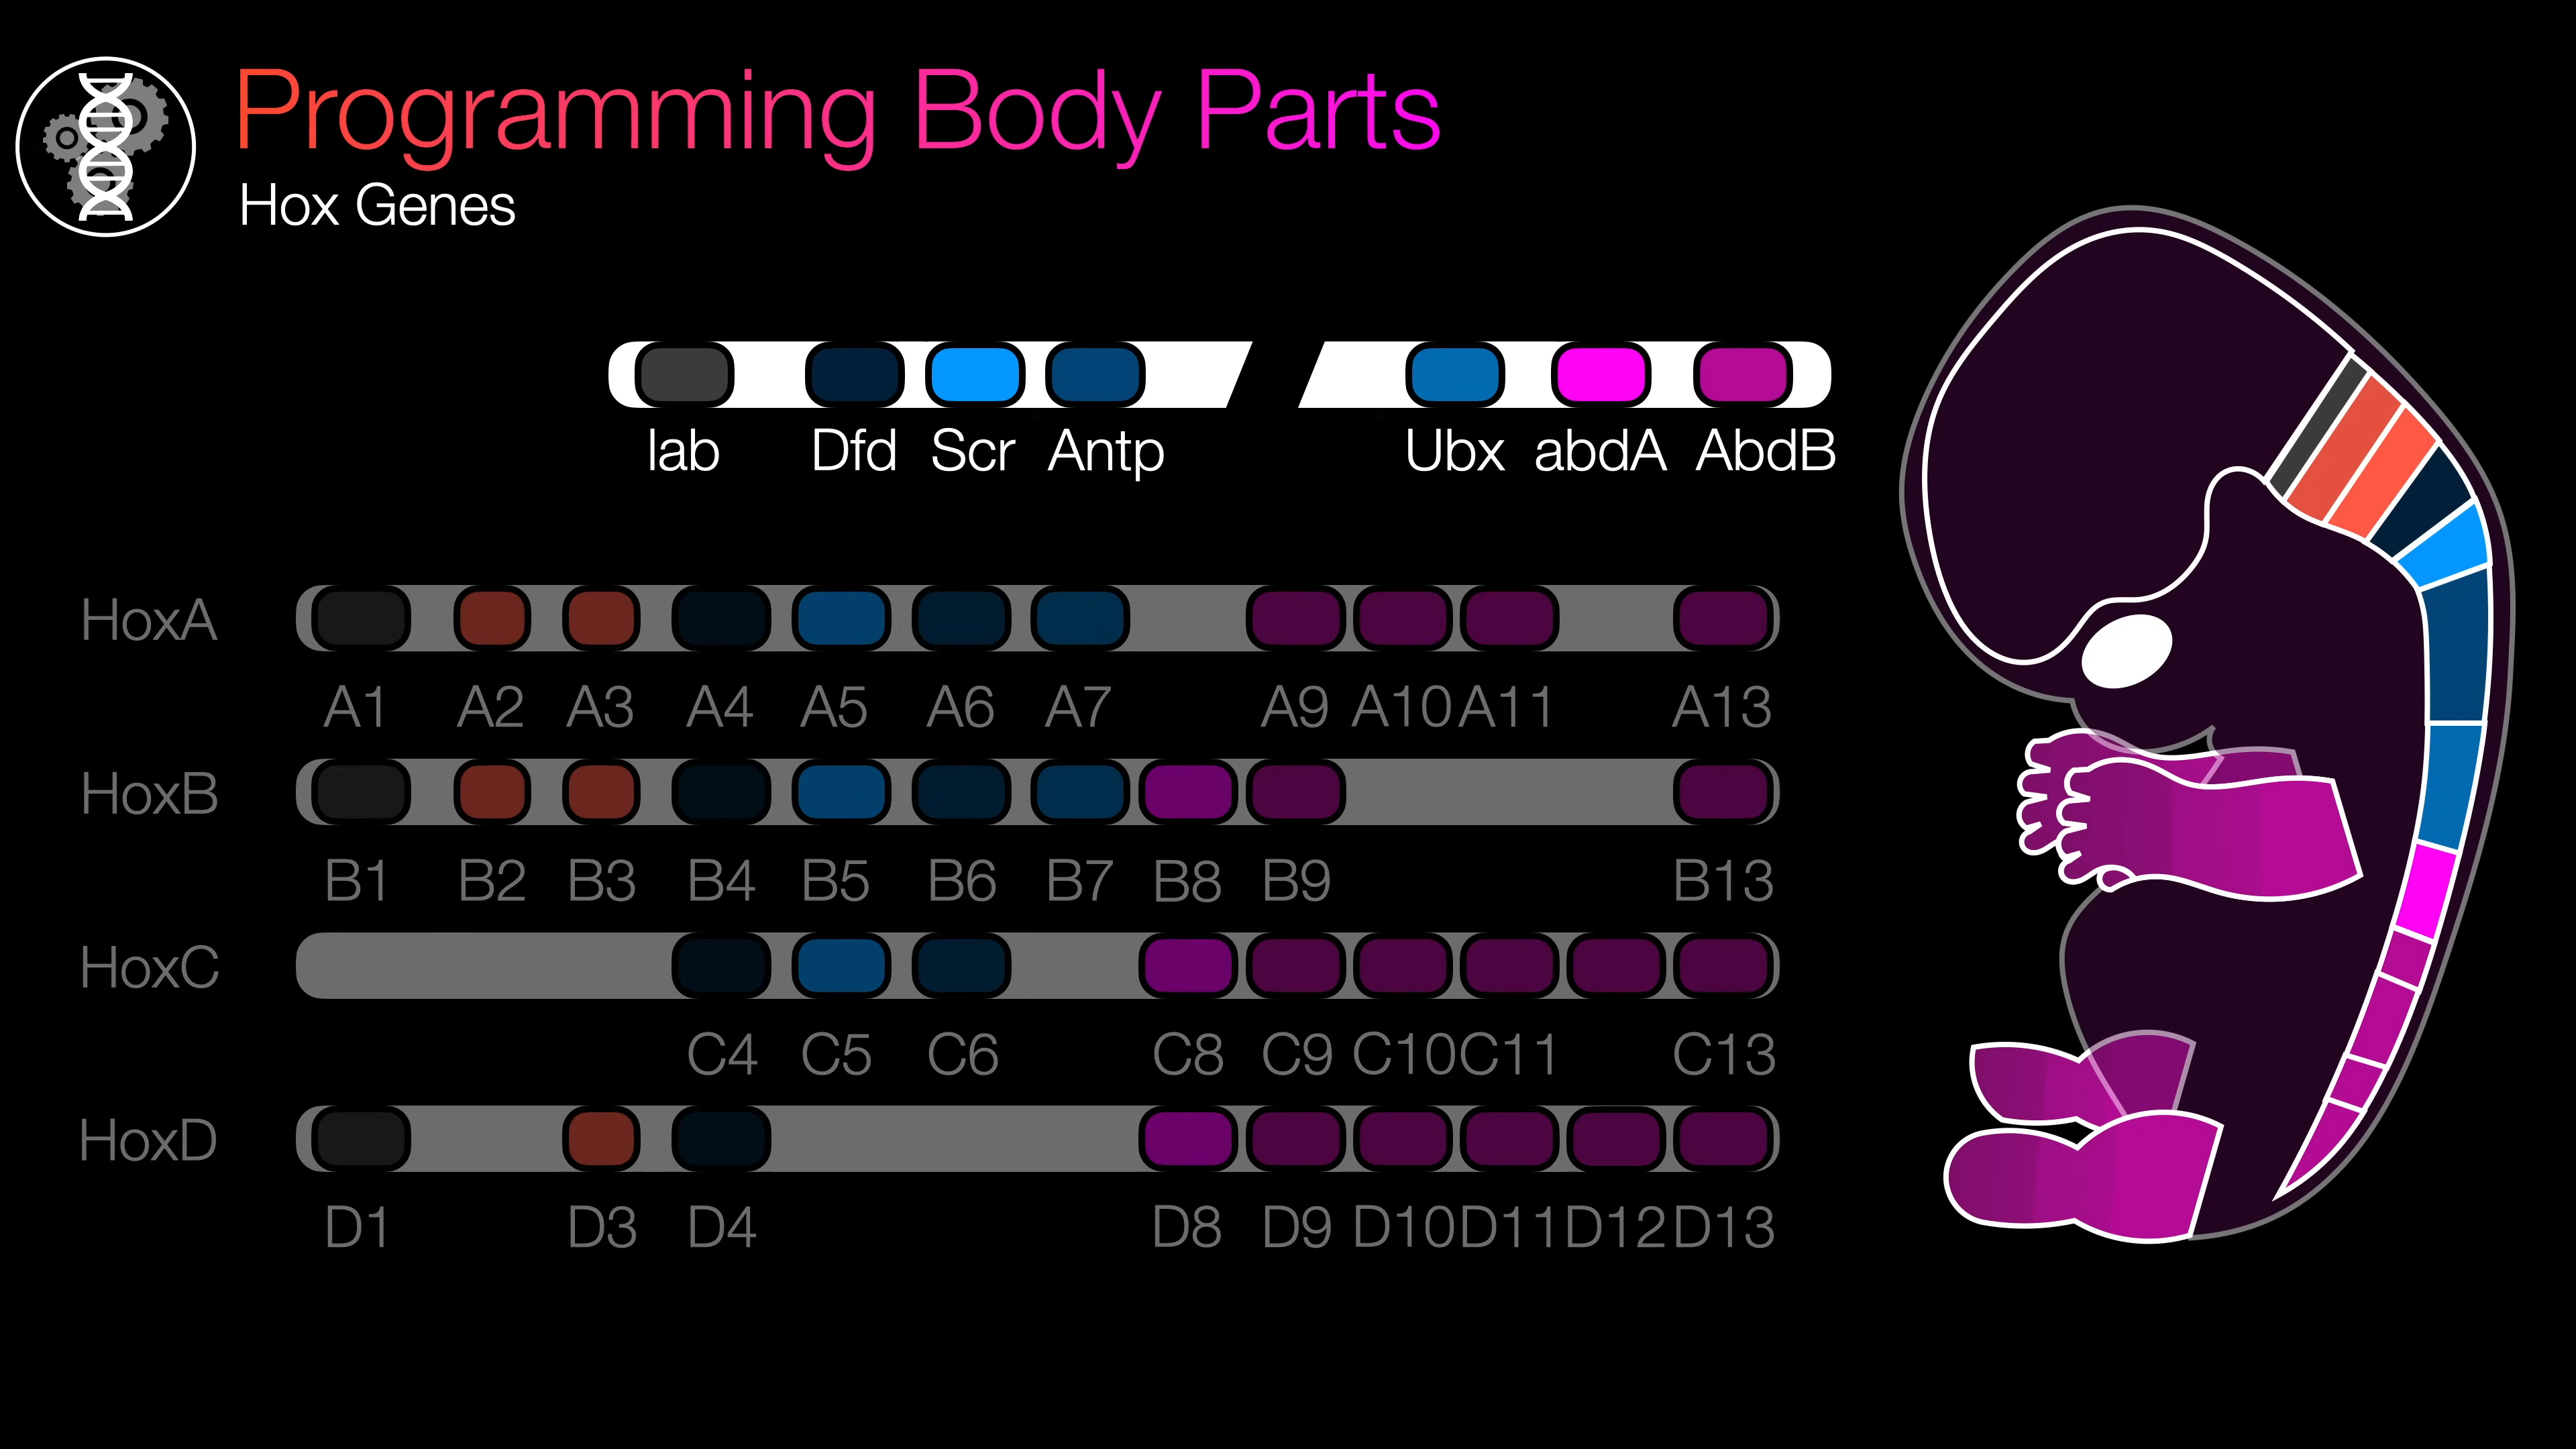 Programming Body Parts
Hox Genes
lab Dfd Scr Antp Ubx abdA AbdB
HoxA
A1 A2 A3 A4 A5 A6 A7 A9 A10 A11 A13
HoxB
B1 B2 B3 B4 B5 B6 B7 B8 B9 B13
HoxC
C4 C5 C6 C8 C9 C10 C11 C13
HoxD
D1 D3 D4 D8 D9 D10 D11 D12 D13